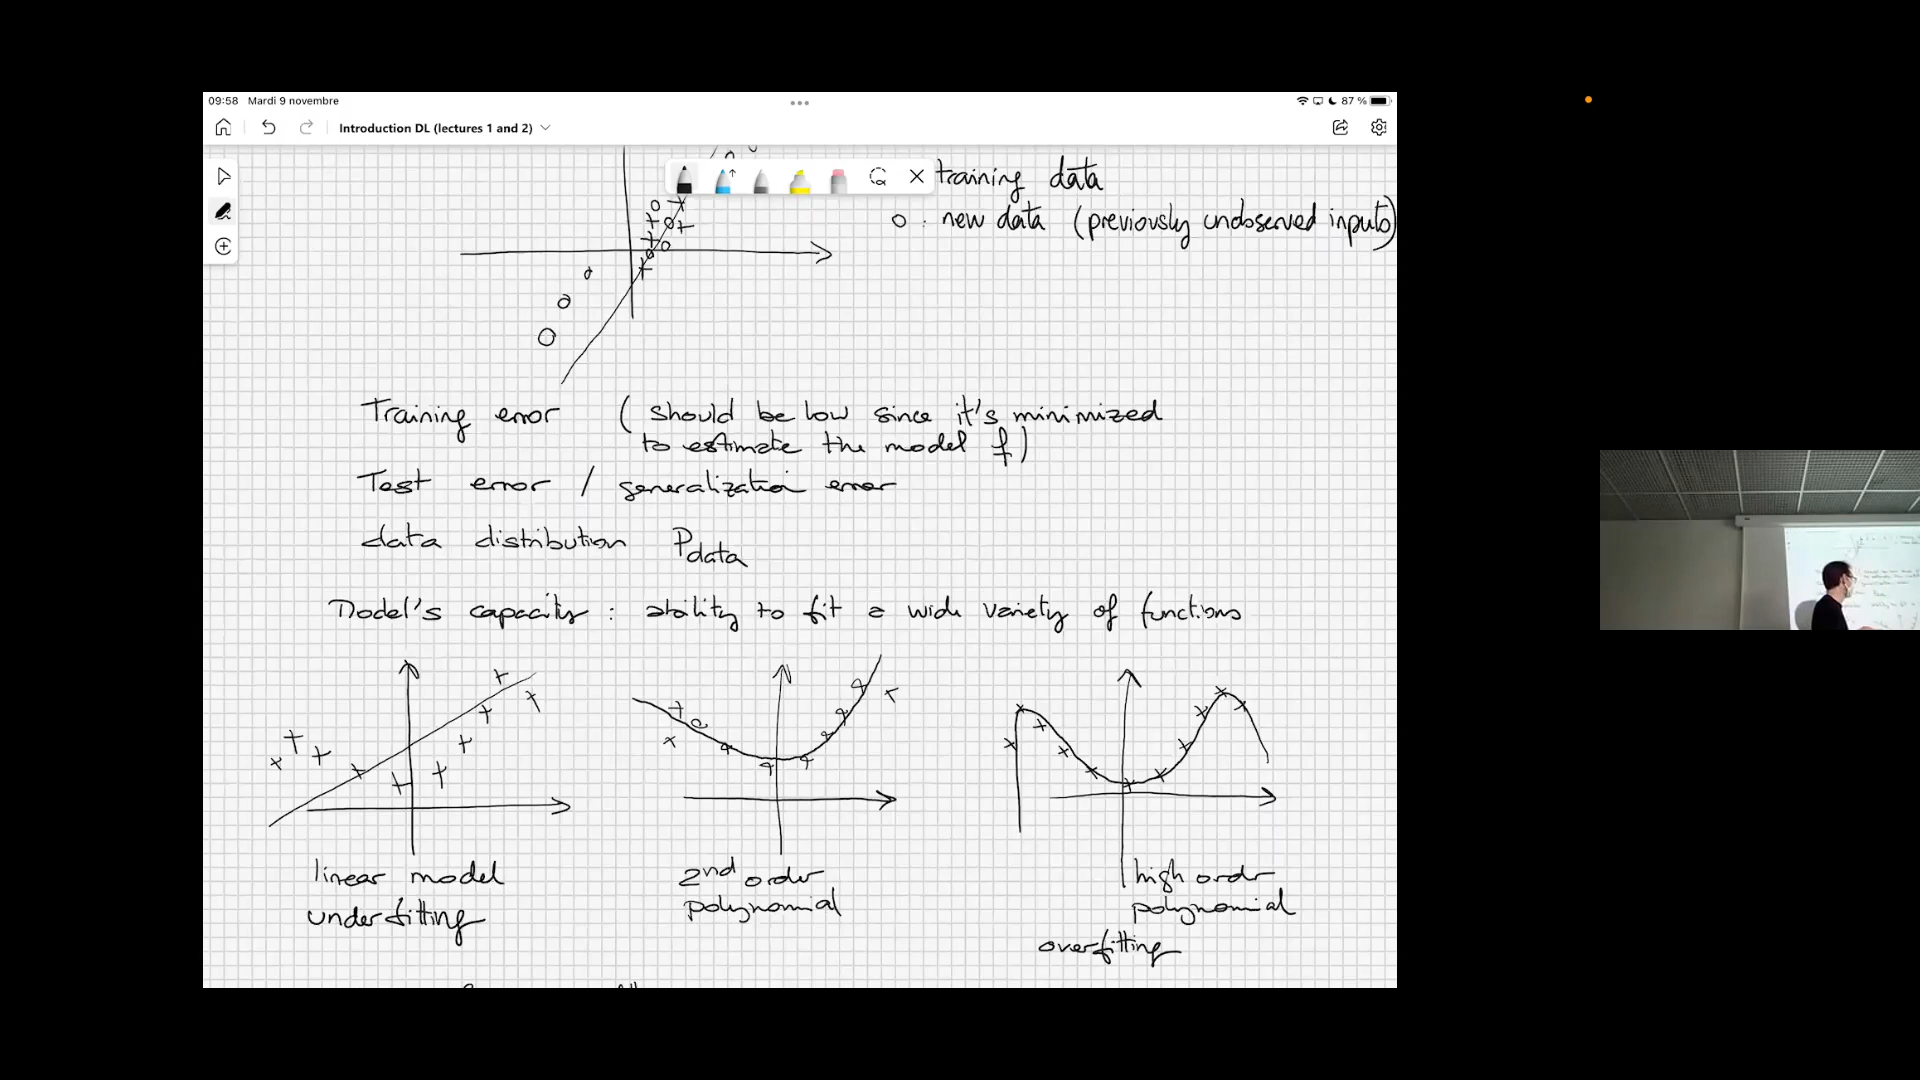 09:58 Mardi 9 novembre
87 %
Introduction DL (lectures 1 and 2)
training data
o : new data (previously undoserved inputs)
Training error ( should be low since it's minimized
to estimate the model f)
Test error / generalization error
data distribution Pdata
Model's capacity : ability to fit a wide variety of functions
linear model
underfitting
2nd order
polynomial
high order
polynomial
overfitting